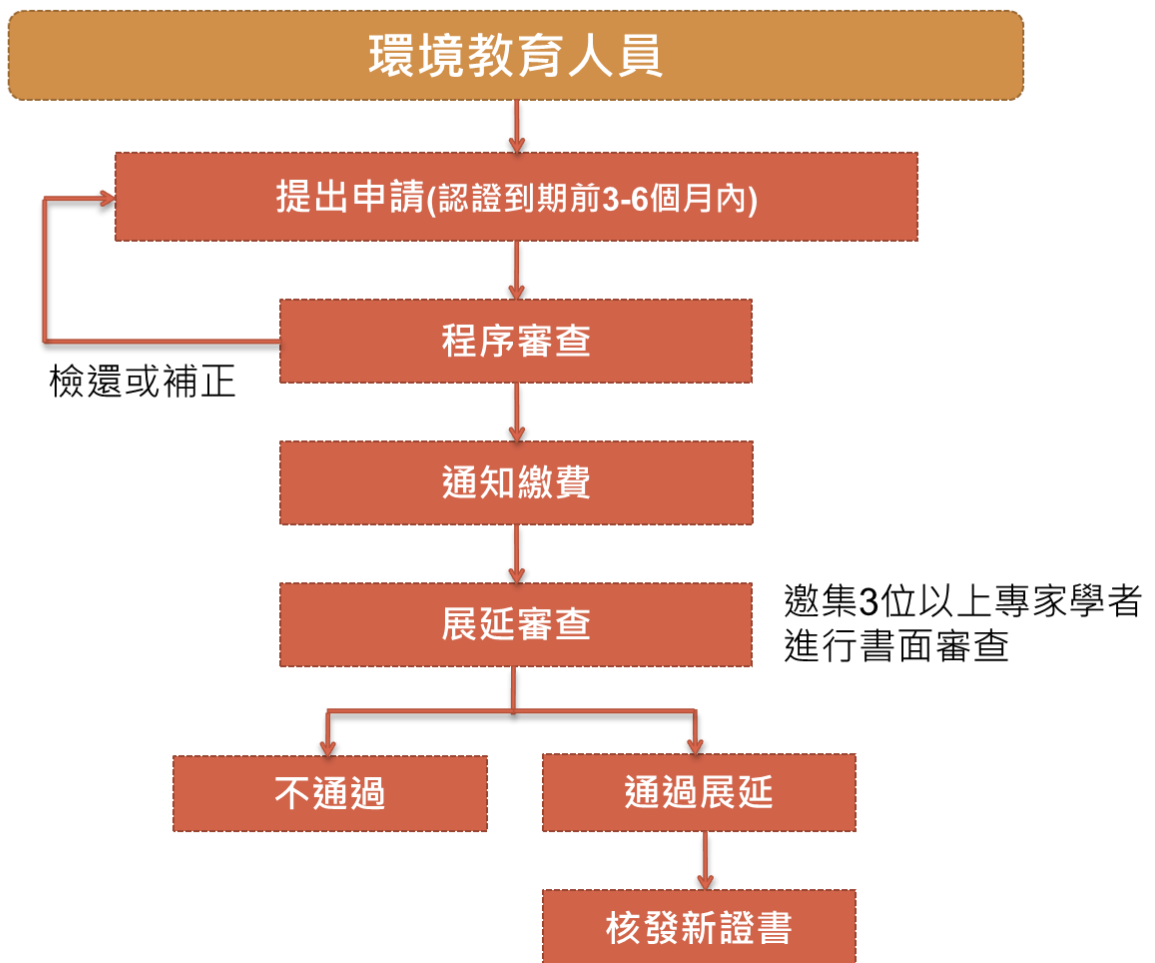 環境教育人員
提出申請(認證到期前3-6個月內)
程序審查
檢還或補正
通知繳費
展延審查
邀集3位以上專家學者
進行書面審查
不通過
通過展延
核發新證書